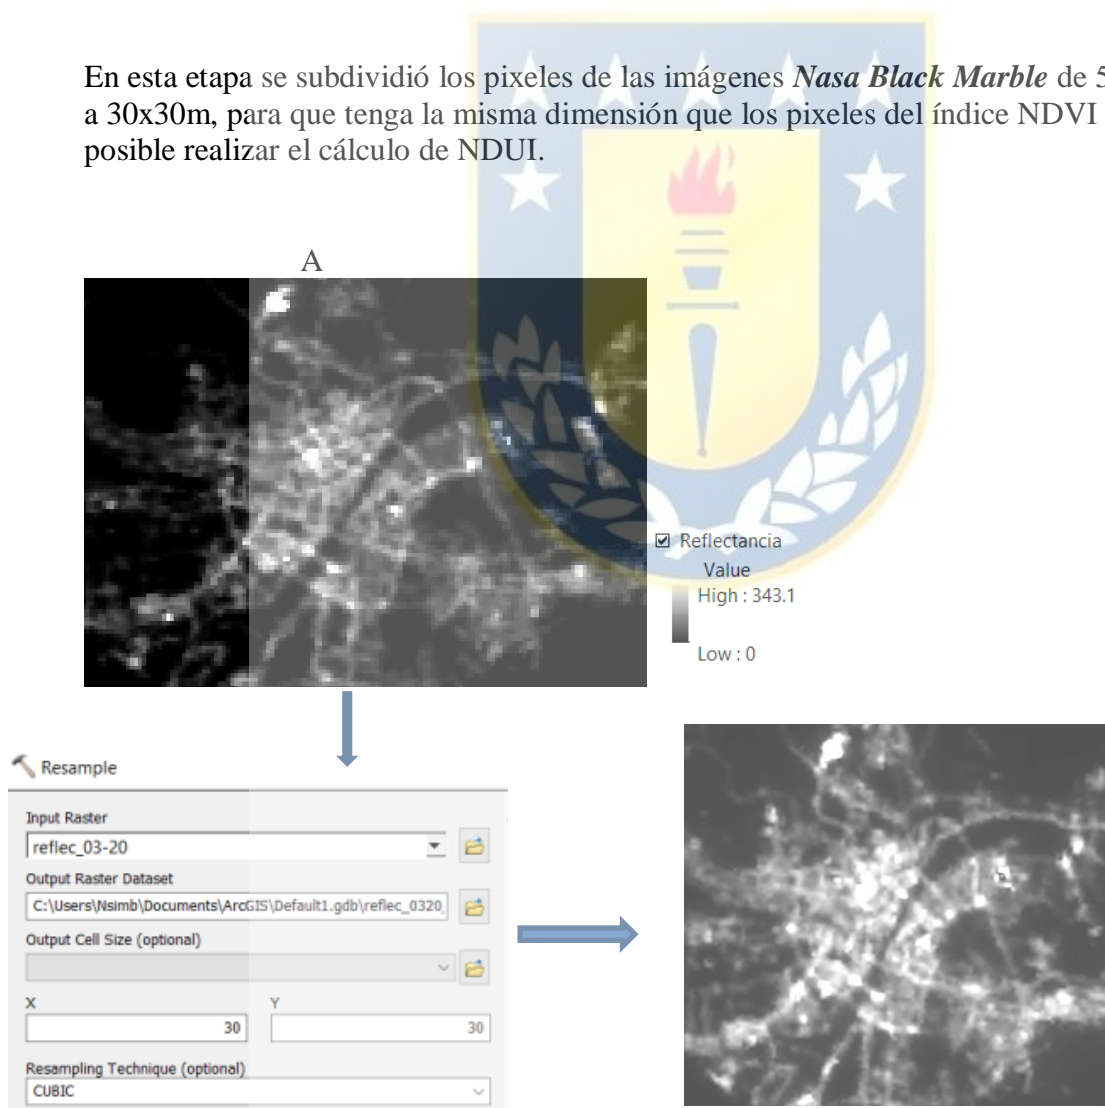 En esta etapa se subdividió los pixeles de las imágenes Nasa Black Marble de 5
a 30x30m, para que tenga la misma dimensión que los pixeles del índice NDVI
posible realizar el cálculo de NDUI.
A
Reflectancia
Value
High : 343.1
Low : 0
Resample
Input Raster
reflec_03-20
Output Raster Dataset
C:\Users\Nsimb\Documents\ArcGIS\Default1.gdb\reflec_0320_
Output Cell Size (optional)
X Y
30 30
Resampling Technique (optional)
CUBIC